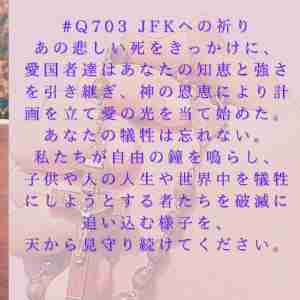 #Q703 JFKへの祈り
あの悲しい死をきっかけに、
愛国者達はあなたの知恵と強さ
を引き継ぎ、神の恩恵により計
画を立て愛の光を当て始めた。
あなたの犠牲は忘れない。
私たちが自由の鐘を鳴らし、
子供や人の人生や世界中を犠牲
にしようとする者たちを破滅に
追い込む様子を、
天から見守り続けてください。